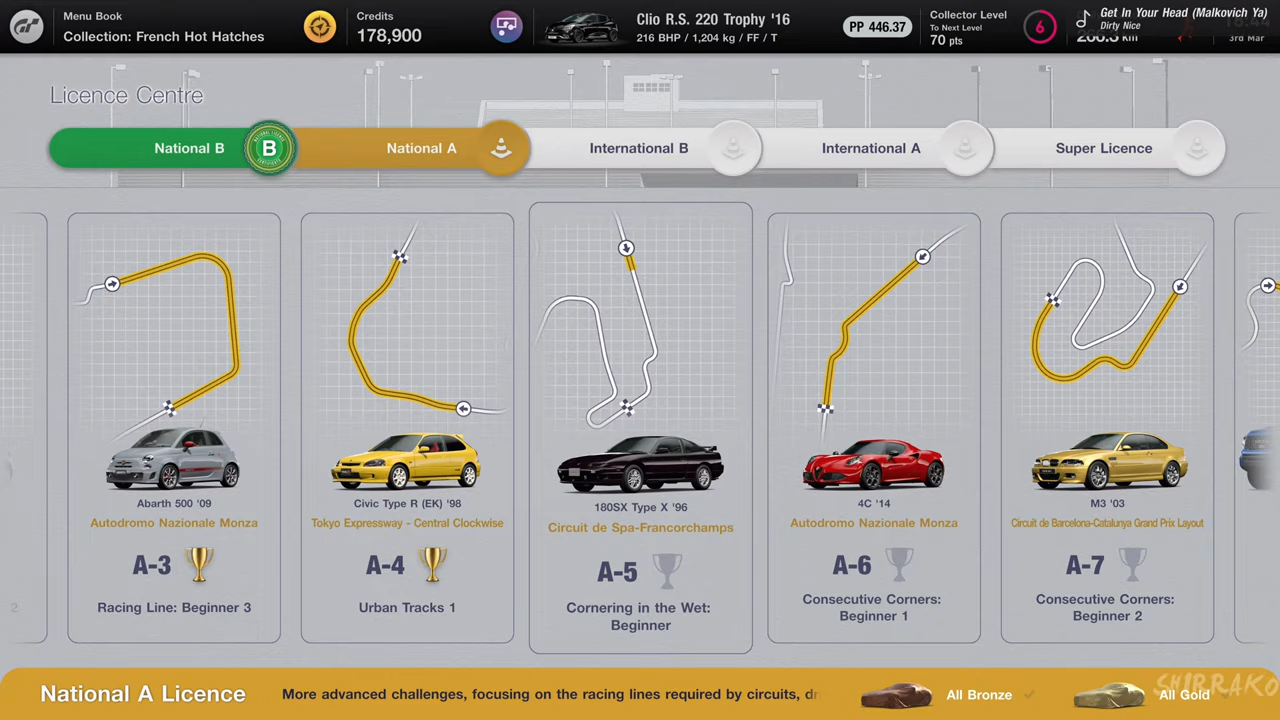 Menu Book
Collection: French Hot Hatches
Credits
178,900
Clio R.S. 220 Trophy '16
216 BHP / 1,204 kg / FF / T
PP 446.37
Collector Level
To Next Level
70 pts
6
Get In Your Head (Malkovich Ya)
Dirty Nice
3rd Mar
Licence Centre
National B
B
National A
International B
International A
Super Licence
Abarth 500 '09
Autodromo Nazionale Monza
A-3
Racing Line: Beginner 3
Civic Type R (EK) '98
Tokyo Expressway - Central Clockwise
A-4
Urban Tracks 1
180SX Type X '96
Circuit de Spa-Francorchamps
A-5
Cornering in the Wet:
Beginner
4C '14
Autodromo Nazionale Monza
A-6
Consecutive Corners:
Beginner 1
M3 '03
Circuit de Barcelona-Catalunya Grand Prix Layout
A-7
Consecutive Corners:
Beginner 2
2
National A Licence
More advanced challenges, focusing on the racing lines required by circuits, dr
All Bronze
All Gold
SHIRRAKO